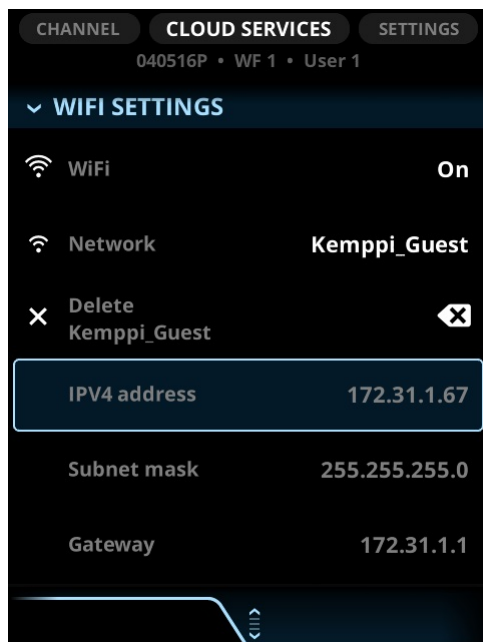 CHANNEL CLOUD SERVICES SETTINGS
040516P • WF 1 • User 1
WIFI SETTINGS
WiFi On
Network Kemppi_Guest
Delete
Kemppi_Guest
IPV4 address 172.31.1.67
Subnet mask 255.255.255.0
Gateway 172.31.1.1